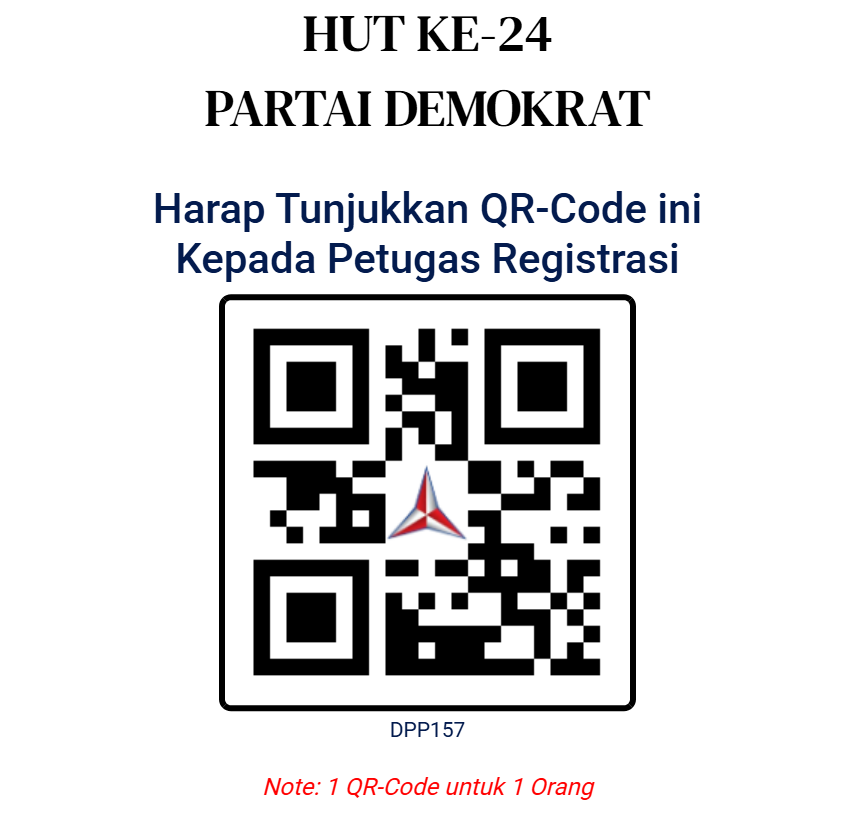 HUT KE-24
PARTAI DEMOKRAT
Harap Tunjukkan QR-Code ini
Kepada Petugas Registrasi
DPP157
Note: 1 QR-Code untuk 1 Orang